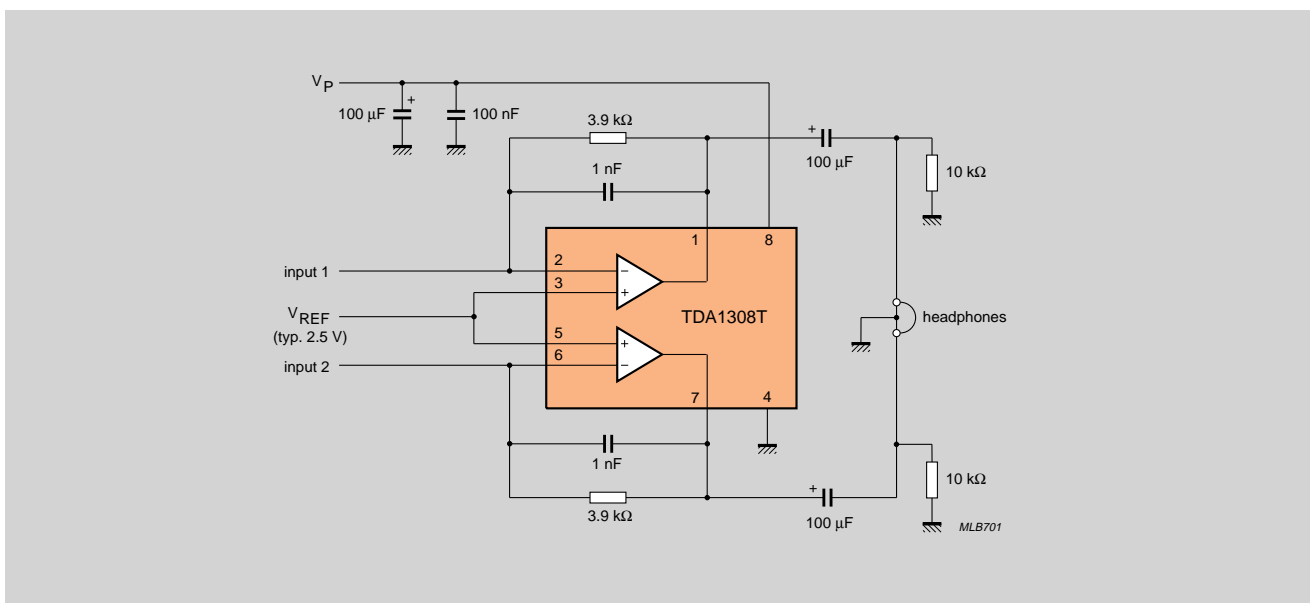 VP
100 μF
+
100 nF
3.9 kΩ
+
100 μF
10 kΩ
1 nF
1
8
input 1
2
3
−
+
VREF
(typ. 2.5 V)
TDA1308T
headphones
5
6
+
−
input 2
7
4
1 nF
3.9 kΩ
+
100 μF
10 kΩ
MLB701